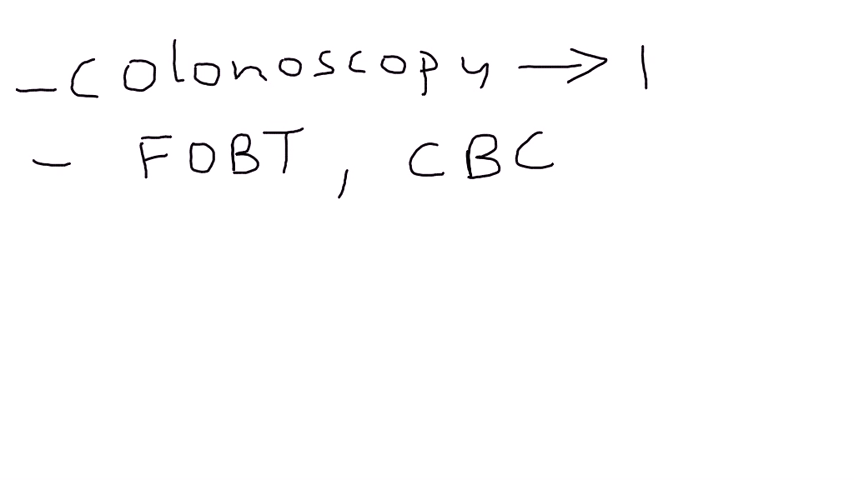 - Colonoscopy → 1
- FOBT, CBC